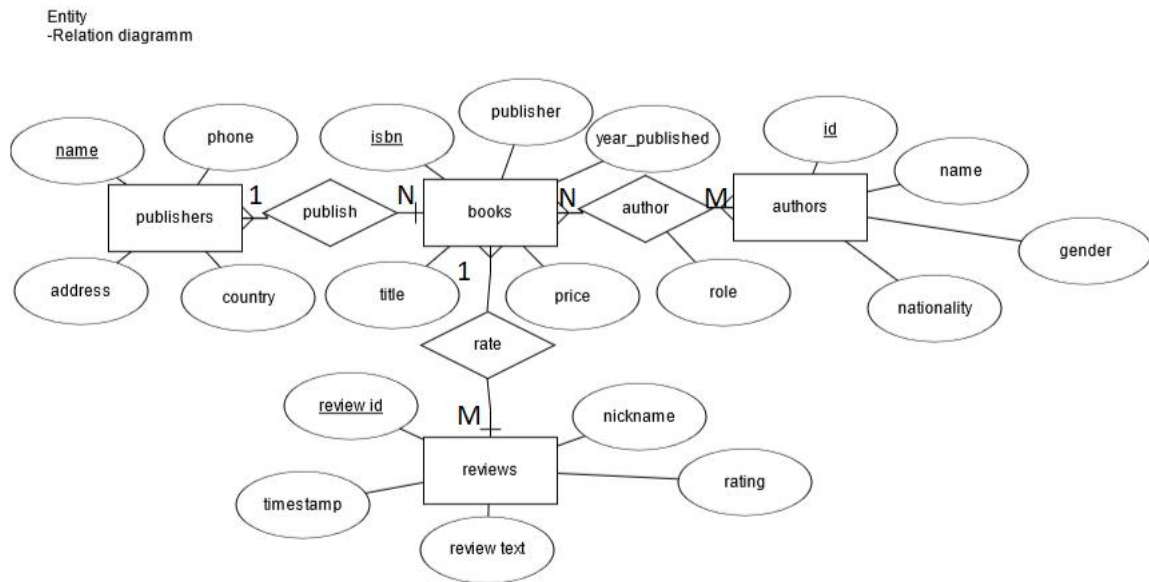 Entity
-Relation diagramm
publisher
phone
isbn
year_published
id
name
name
1
N
N
M
publishers
publish
books
author
authors
gender
1
address
country
title
price
role
nationality
rate
M
review id
nickname
reviews
rating
timestamp
review text